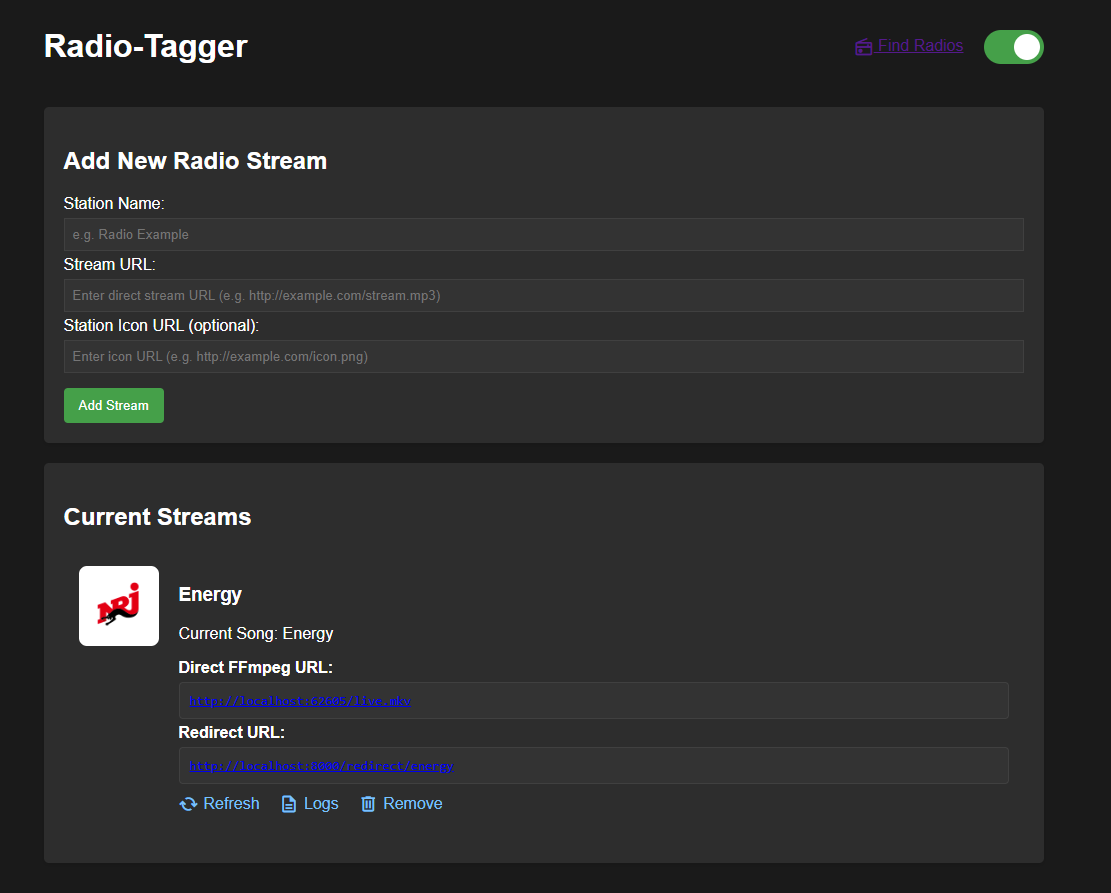 Radio-Tagger
Find Radios
Add New Radio Stream
Station Name:
e.g. Radio Example
Stream URL:
Enter direct stream URL (e.g. http://example.com/stream.mp3)
Station Icon URL (optional):
Enter icon URL (e.g. http://example.com/icon.png)
Add Stream
Current Streams
NRJ
Energy
Current Song: Energy
Direct FFmpeg URL:
http://localhost:62605/live.mkv
Redirect URL:
http://localhost:8000/redirect/energy
Refresh Logs Remove